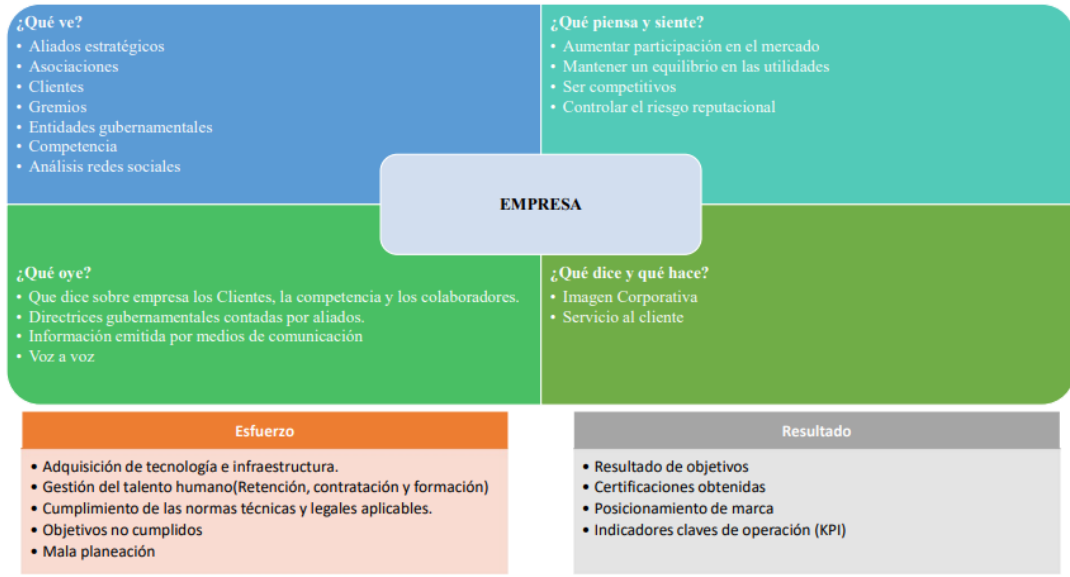 ¿Qué ve?
• Aliados estratégicos
• Asociaciones
• Clientes
• Gremios
• Entidades gubernamentales
• Competencia
• Análisis redes sociales
¿Qué piensa y siente?
• Aumentar participación en el mercado
• Mantener un equilibrio en las utilidades
• Ser competitivos
• Controlar el riesgo reputacional
EMPRESA
¿Qué oye?
• Que dice sobre empresa los Clientes, la competencia y los colaboradores.
• Directrices gubernamentales contadas por aliados.
• Información emitida por medios de comunicación
• Voz a voz
¿Qué dice y qué hace?
• Imagen Corporativa
• Servicio al cliente
Esfuerzo
• Adquisición de tecnología e infraestructura.
• Gestión del talento humano(Retención, contratación y formación)
• Cumplimiento de las normas técnicas y legales aplicables.
• Objetivos no cumplidos
• Mala planeación
Resultado
• Resultado de objetivos
• Certificaciones obtenidas
• Posicionamiento de marca
• Indicadores claves de operación (KPI)